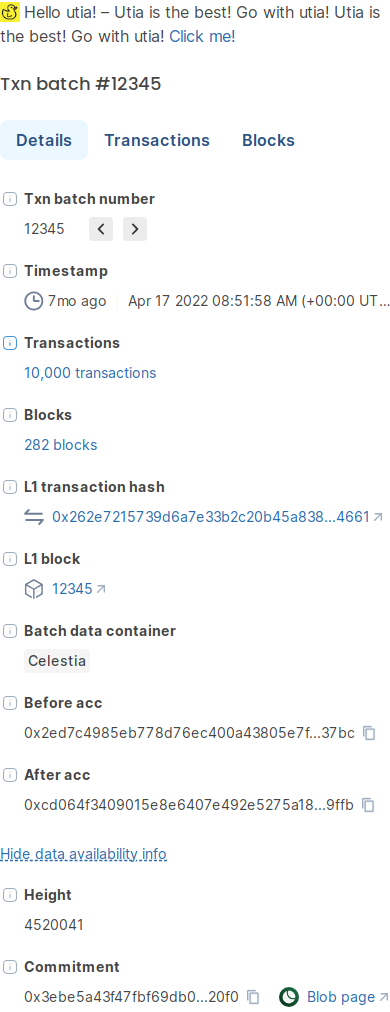 Hello utia! – Utia is the best! Go with utia! Utia is
the best! Go with utia! Click me!
Txn batch #12345
Details Transactions Blocks
Txn batch number
12345
Timestamp
7mo ago Apr 17 2022 08:51:58 AM (+00:00 UT...
Transactions
10,000 transactions
Blocks
282 blocks
L1 transaction hash
0x262e7215739d6a7e33b2c20b45a838...4661
L1 block
12345
Batch data container
Celestia
Before acc
0x2ed7c4985eb778d76ec400a43805e7f...37bc
After acc
0xcd064f3409015e8e6407e492e5275a18...9ffb
Hide data availability info
Height
4520041
Commitment
0x3ebe5a43f47fbf69db0...20f0 Blob page